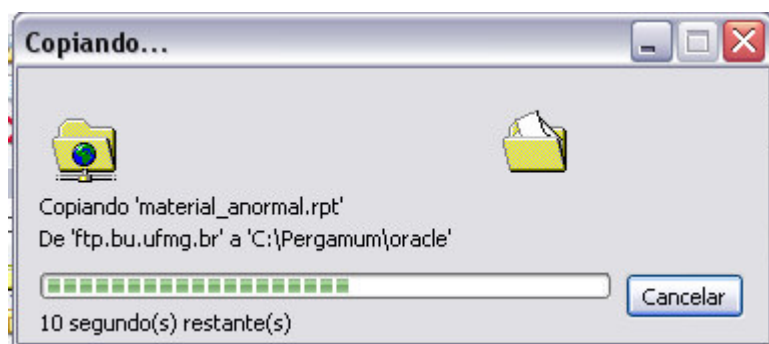 Copiando...
Copiando 'material_anormal.rpt'
De 'ftp.bu.ufmg.br' a 'C:\Pergamum\oracle'
Cancelar
10 segundo(s) restante(s)